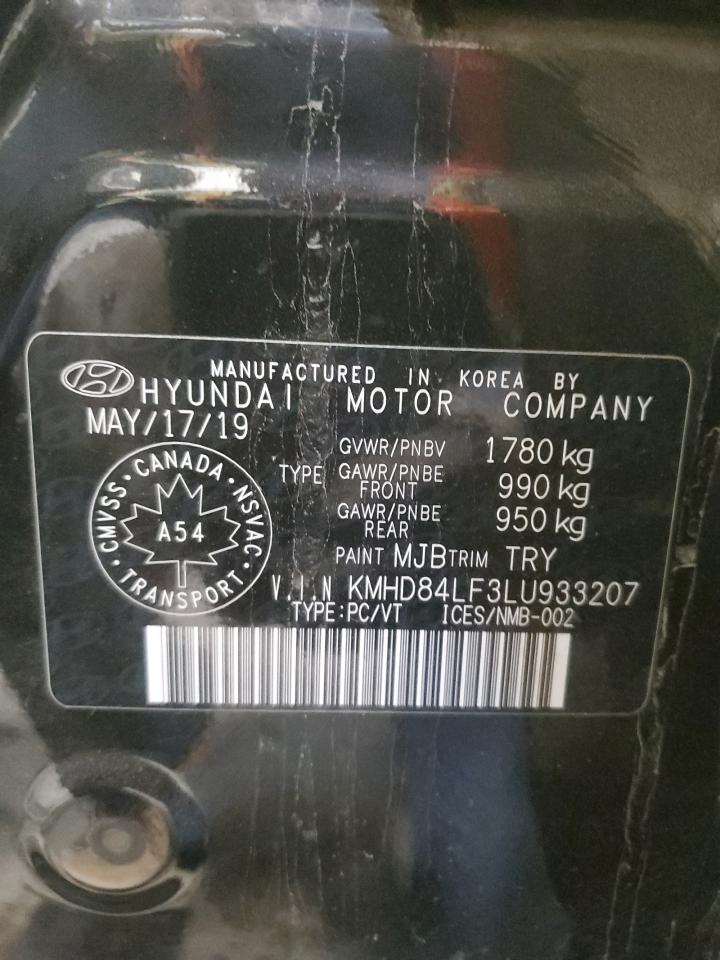 MANUFACTURED IN KOREA BY
HYUNDAI MOTOR COMPANY
MAY/17/19
GVWR/PNBV 1780 kg
TYPE GAWR/PNBE FRONT 990 kg
GAWR/PNBE REAR 950 kg
PAINT MJB TRIM TRY
V.I.N KMHD84LF3LU933207
TYPE:PC/VT ICES/NMB-002
CANADA
CMVSS · NSVAC
A54
TRANSPORT